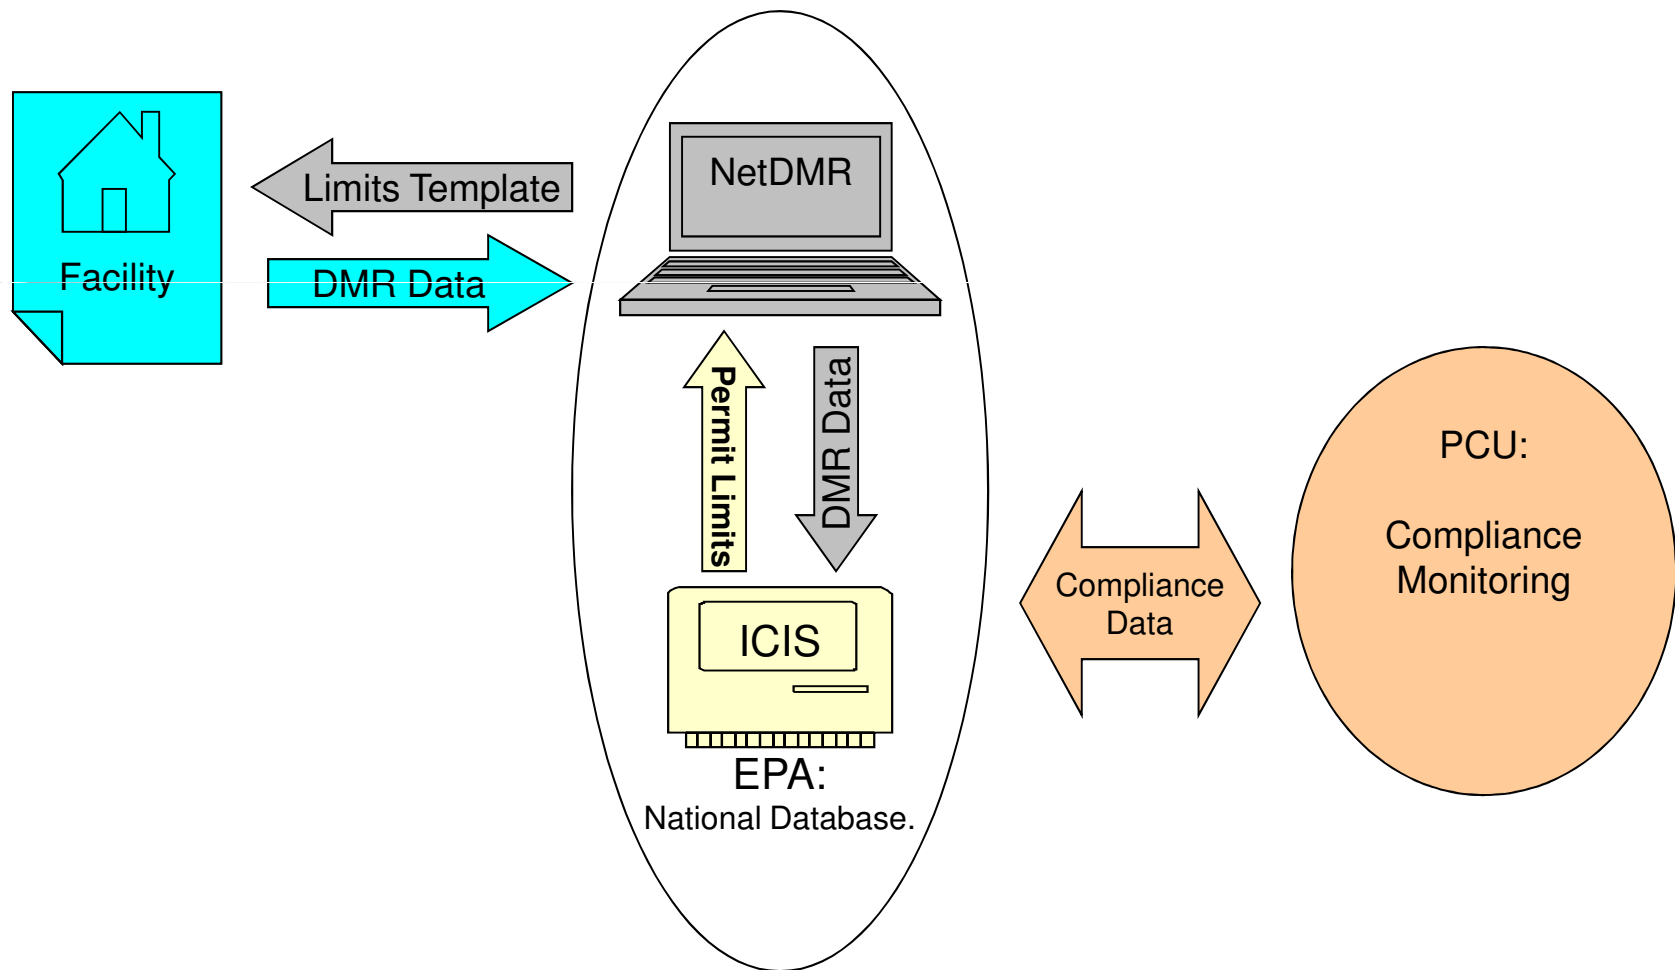 Facility
Limits Template
DMR Data
NetDMR
Permit Limits
DMR Data
ICIS
EPA:
National Database.
Compliance
Data
PCU:
Compliance
Monitoring